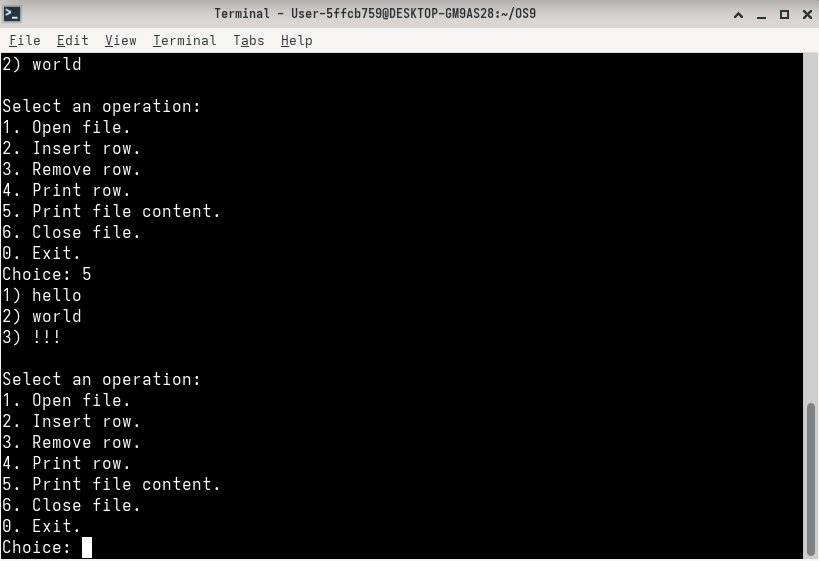 Terminal - User-5ffcb759@DESKTOP-GM9AS28:~/OS9
File Edit View Terminal Tabs Help
2) world
Select an operation:
1. Open file.
2. Insert row.
3. Remove row.
4. Print row.
5. Print file content.
6. Close file.
0. Exit.
Choice: 5
1) hello
2) world
3) !!!
Select an operation:
1. Open file.
2. Insert row.
3. Remove row.
4. Print row.
5. Print file content.
6. Close file.
0. Exit.
Choice: